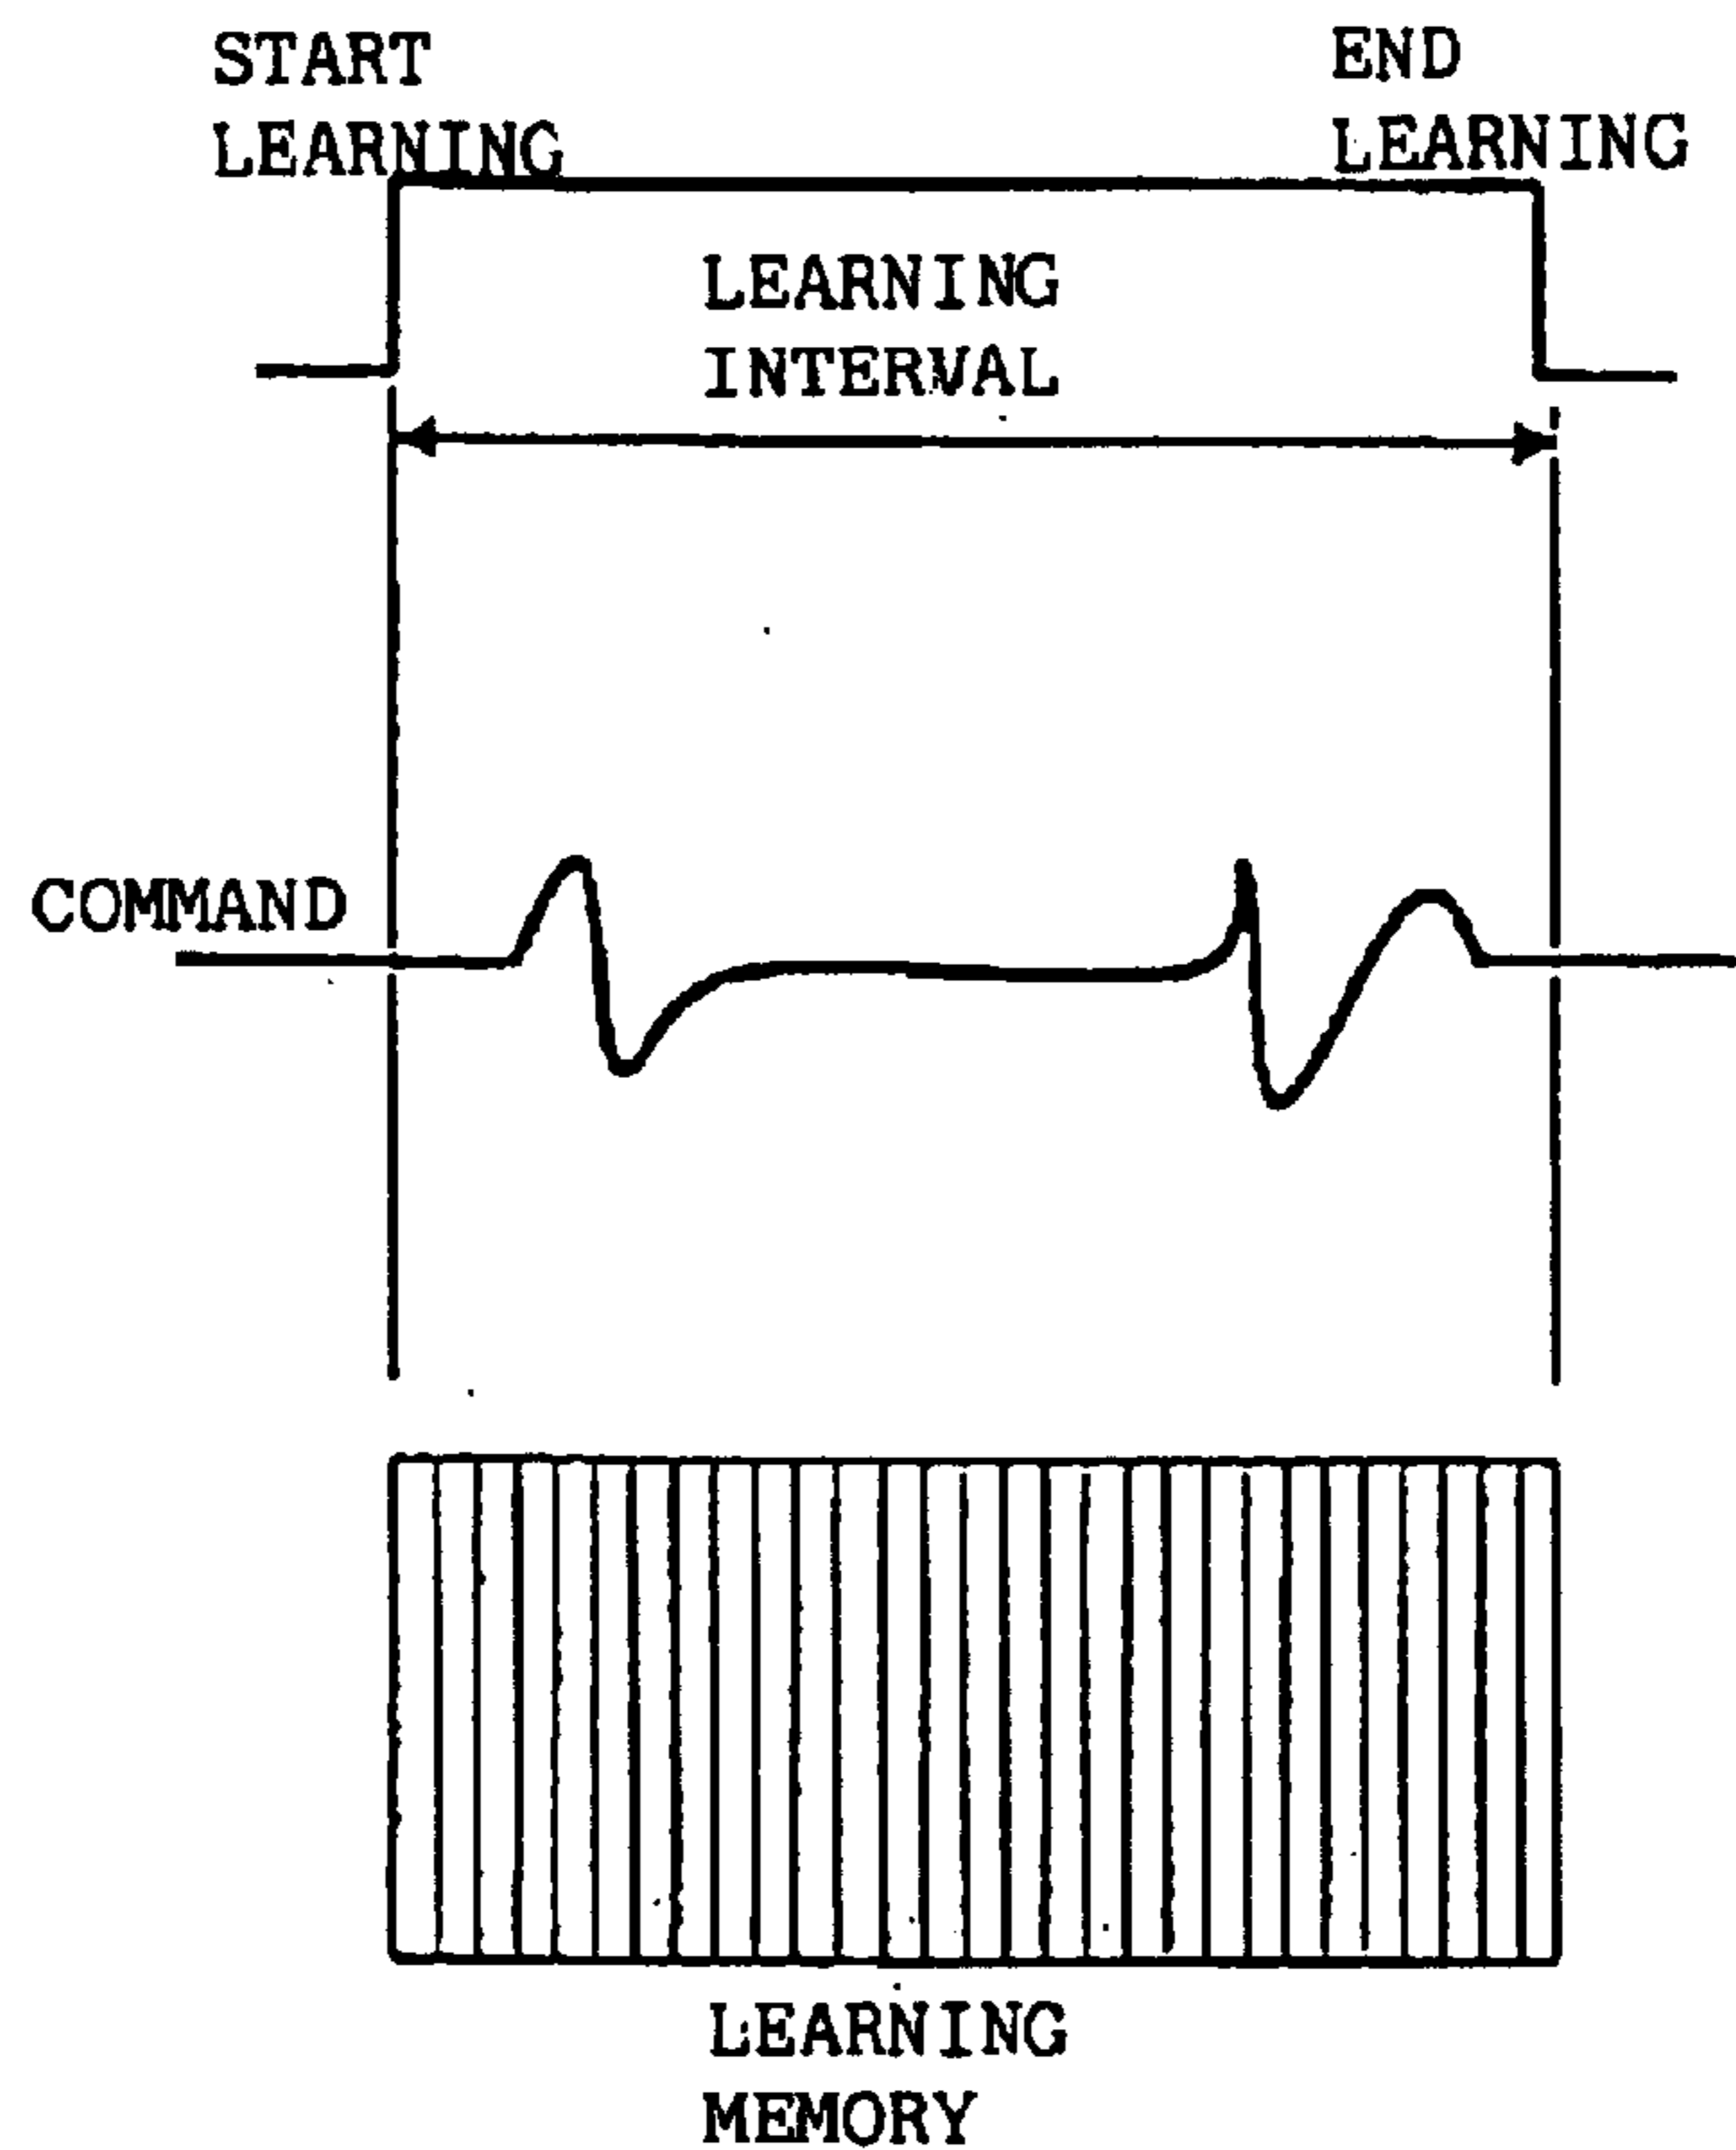 START
LEARNING
END
LEARNING
LEARNING
INTERVAL
COMMAND
LEARNING
MEMORY